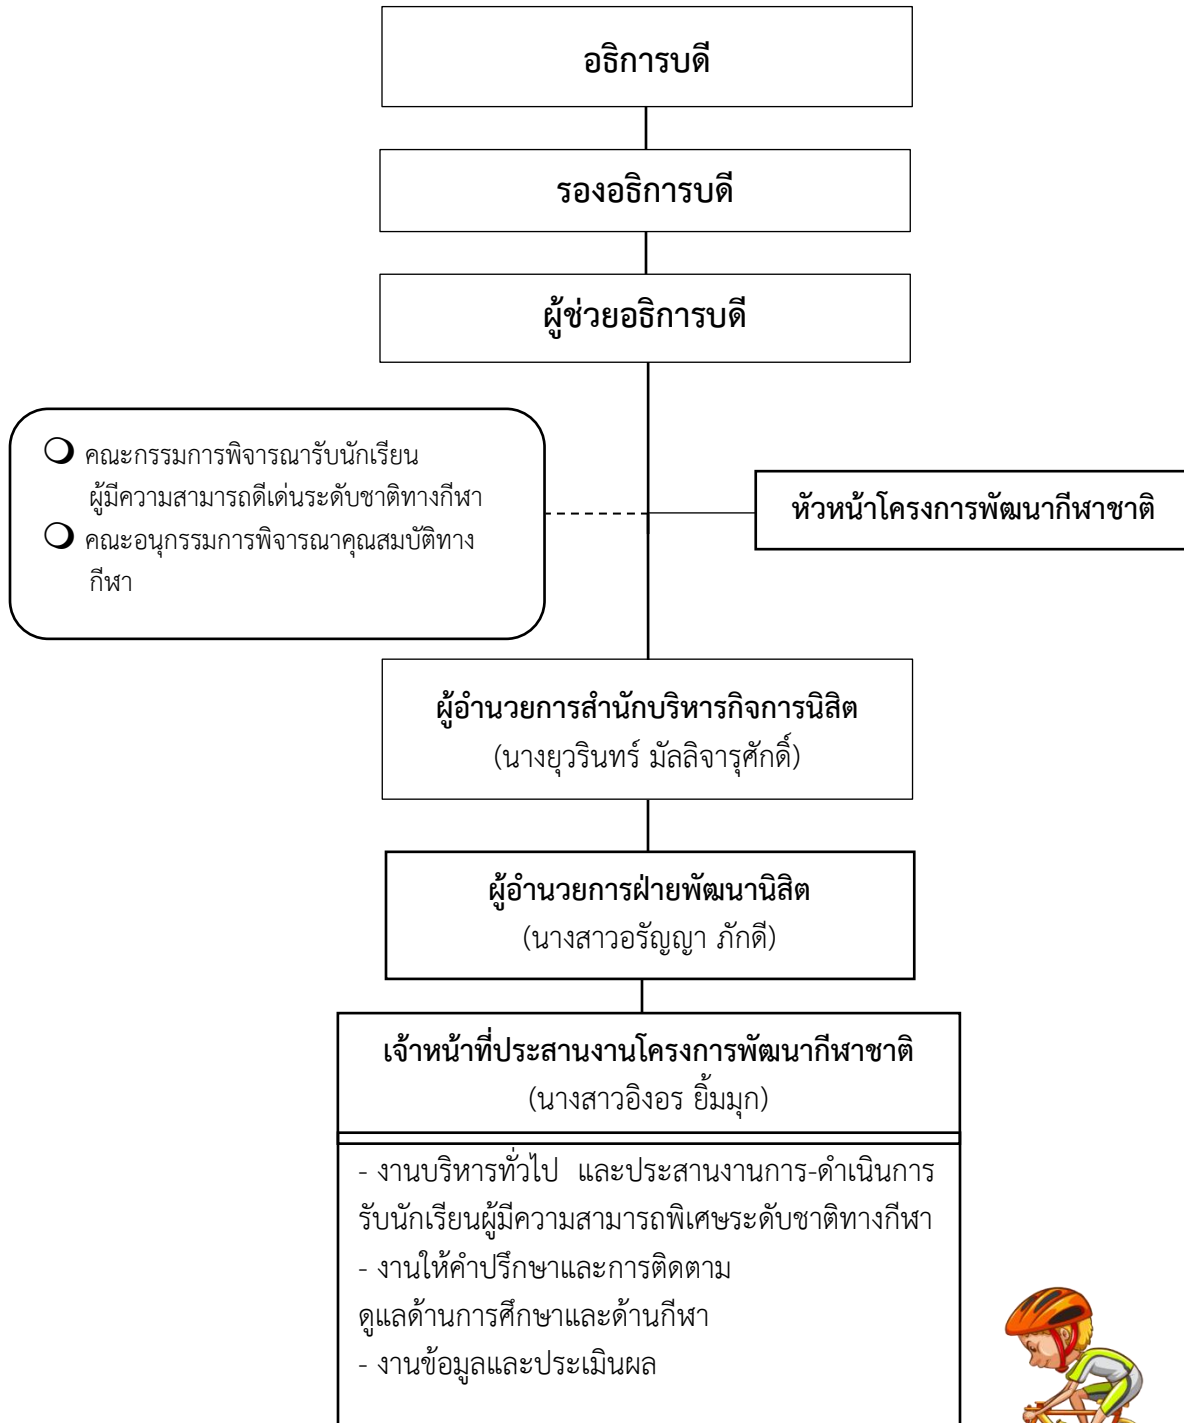 อธิการบดี
รองอธิการบดี
ผู้ช่วยอธิการบดี
คณะกรรมการพิจารณารับนักเรียน
ผู้มีความสามารถดีเด่นระดับชาติทางกีฬา
คณะอนุกรรมการพิจารณาคุณสมบัติทาง
กีฬา
หัวหน้าโครงการพัฒนากีฬาชาติ
ผู้อำนวยการสำนักบริหารกิจการนิสิต
(นางยุวรินทร์ มัลลิจารุศักดิ์)
ผู้อำนวยการฝ่ายพัฒนานิสิต
(นางสาวอรัญญา ภักดี)
เจ้าหน้าที่ประสานงานโครงการพัฒนากีฬาชาติ
(นางสาวอิงอร ยิ้มมุก)
- งานบริหารทั่วไป และประสานงานการ-ดำเนินการ
รับนักเรียนผู้มีความสามารถพิเศษระดับชาติทางกีฬา
- งานให้คำปรึกษาและการติดตาม
ดูแลด้านการศึกษาและด้านกีฬา
- งานข้อมูลและประเมินผล